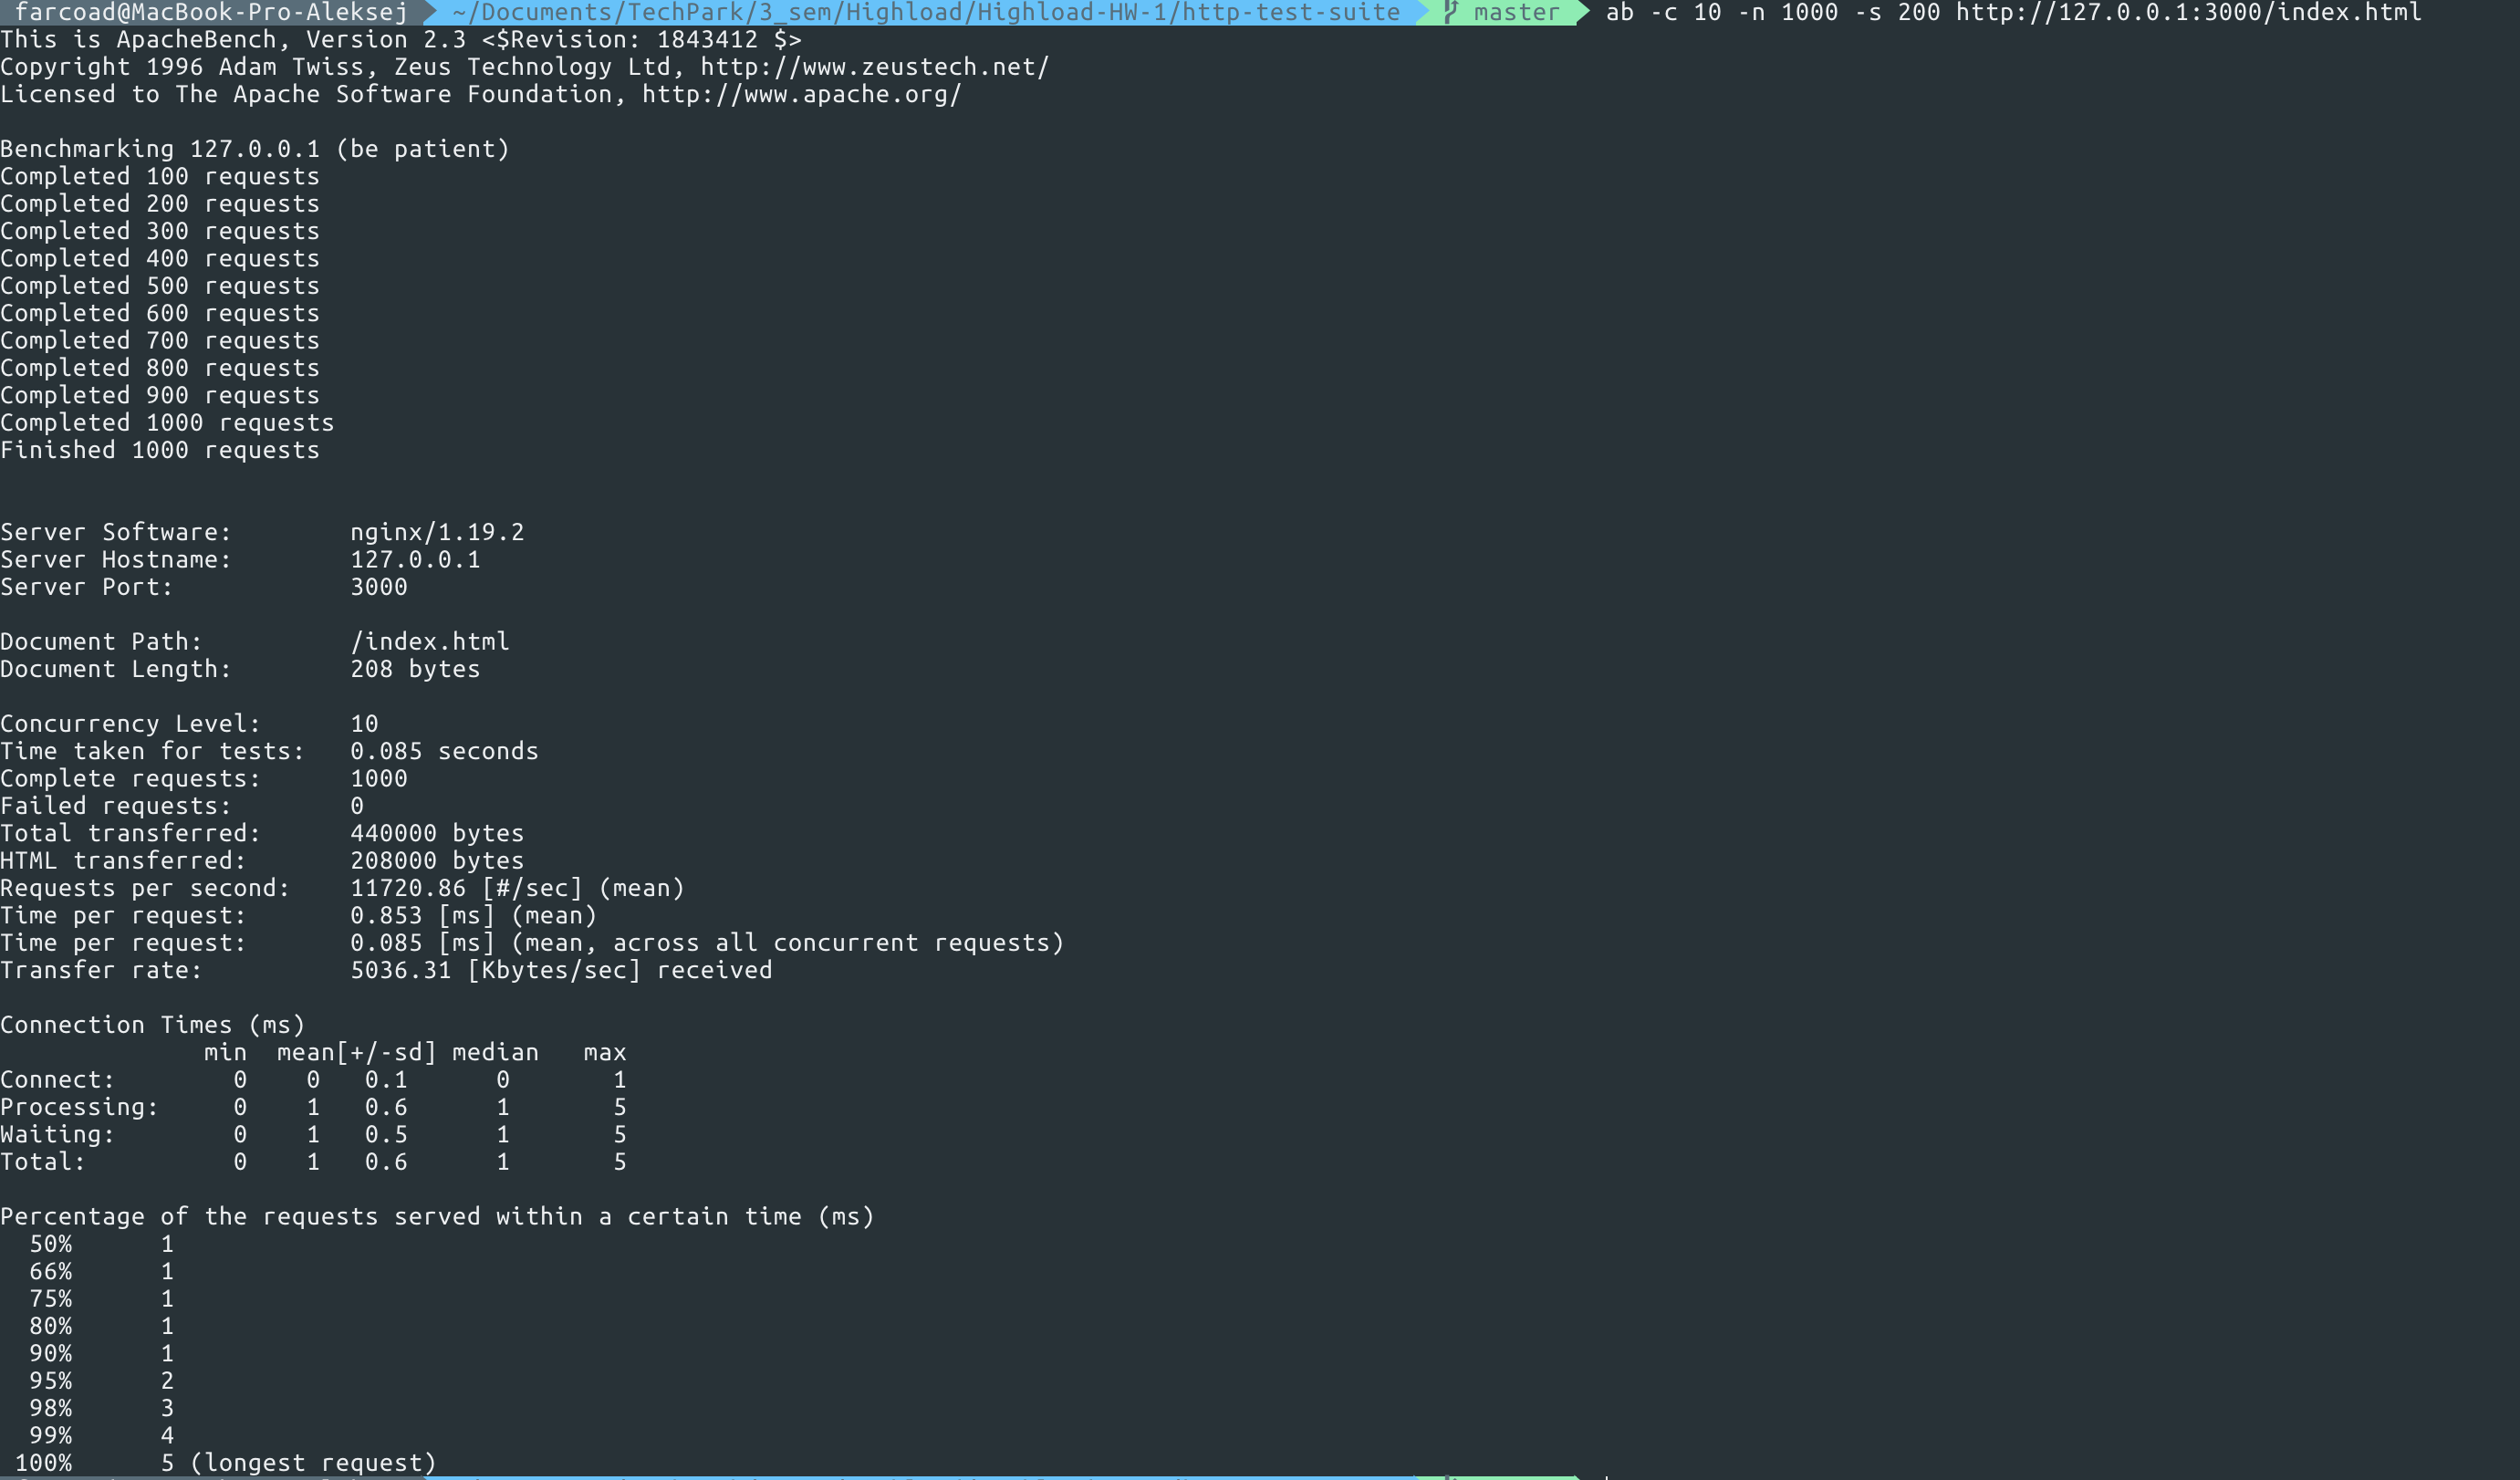 farcoad@MacBook-Pro-Aleksej ~/Documents/TechPark/3_sem/Highload/Highload-HW-1/http-test-suite master ab -c 10 -n 1000 -s 200 http://127.0.0.1:3000/index.html
This is ApacheBench, Version 2.3 <$Revision: 1843412 $>
Copyright 1996 Adam Twiss, Zeus Technology Ltd, http://www.zeustech.net/
Licensed to The Apache Software Foundation, http://www.apache.org/

Benchmarking 127.0.0.1 (be patient)
Completed 100 requests
Completed 200 requests
Completed 300 requests
Completed 400 requests
Completed 500 requests
Completed 600 requests
Completed 700 requests
Completed 800 requests
Completed 900 requests
Completed 1000 requests
Finished 1000 requests

Server Software:        nginx/1.19.2
Server Hostname:        127.0.0.1
Server Port:            3000

Document Path:          /index.html
Document Length:        208 bytes

Concurrency Level:      10
Time taken for tests:   0.085 seconds
Complete requests:      1000
Failed requests:        0
Total transferred:      440000 bytes
HTML transferred:       208000 bytes
Requests per second:    11720.86 [#/sec] (mean)
Time per request:       0.853 [ms] (mean)
Time per request:       0.085 [ms] (mean, across all concurrent requests)
Transfer rate:          5036.31 [Kbytes/sec] received

Connection Times (ms)
              min  mean[+/-sd] median   max
Connect:        0    0   0.1      0       1
Processing:     0    1   0.6      1       5
Waiting:        0    1   0.5      1       5
Total:          0    1   0.6      1       5

Percentage of the requests served within a certain time (ms)
  50%      1
  66%      1
  75%      1
  80%      1
  90%      1
  95%      2
  98%      3
  99%      4
 100%      5 (longest request)